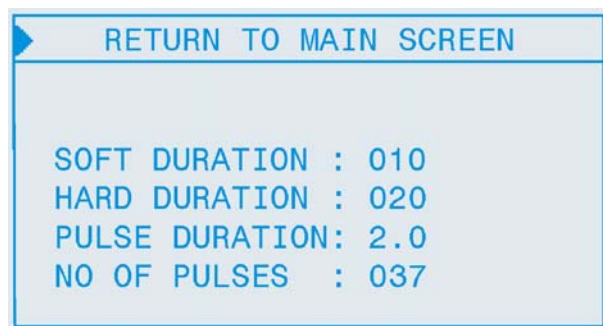 RETURN TO MAIN SCREEN
SOFT DURATION : 010
HARD DURATION : 020
PULSE DURATION: 2.0
NO OF PULSES : 037